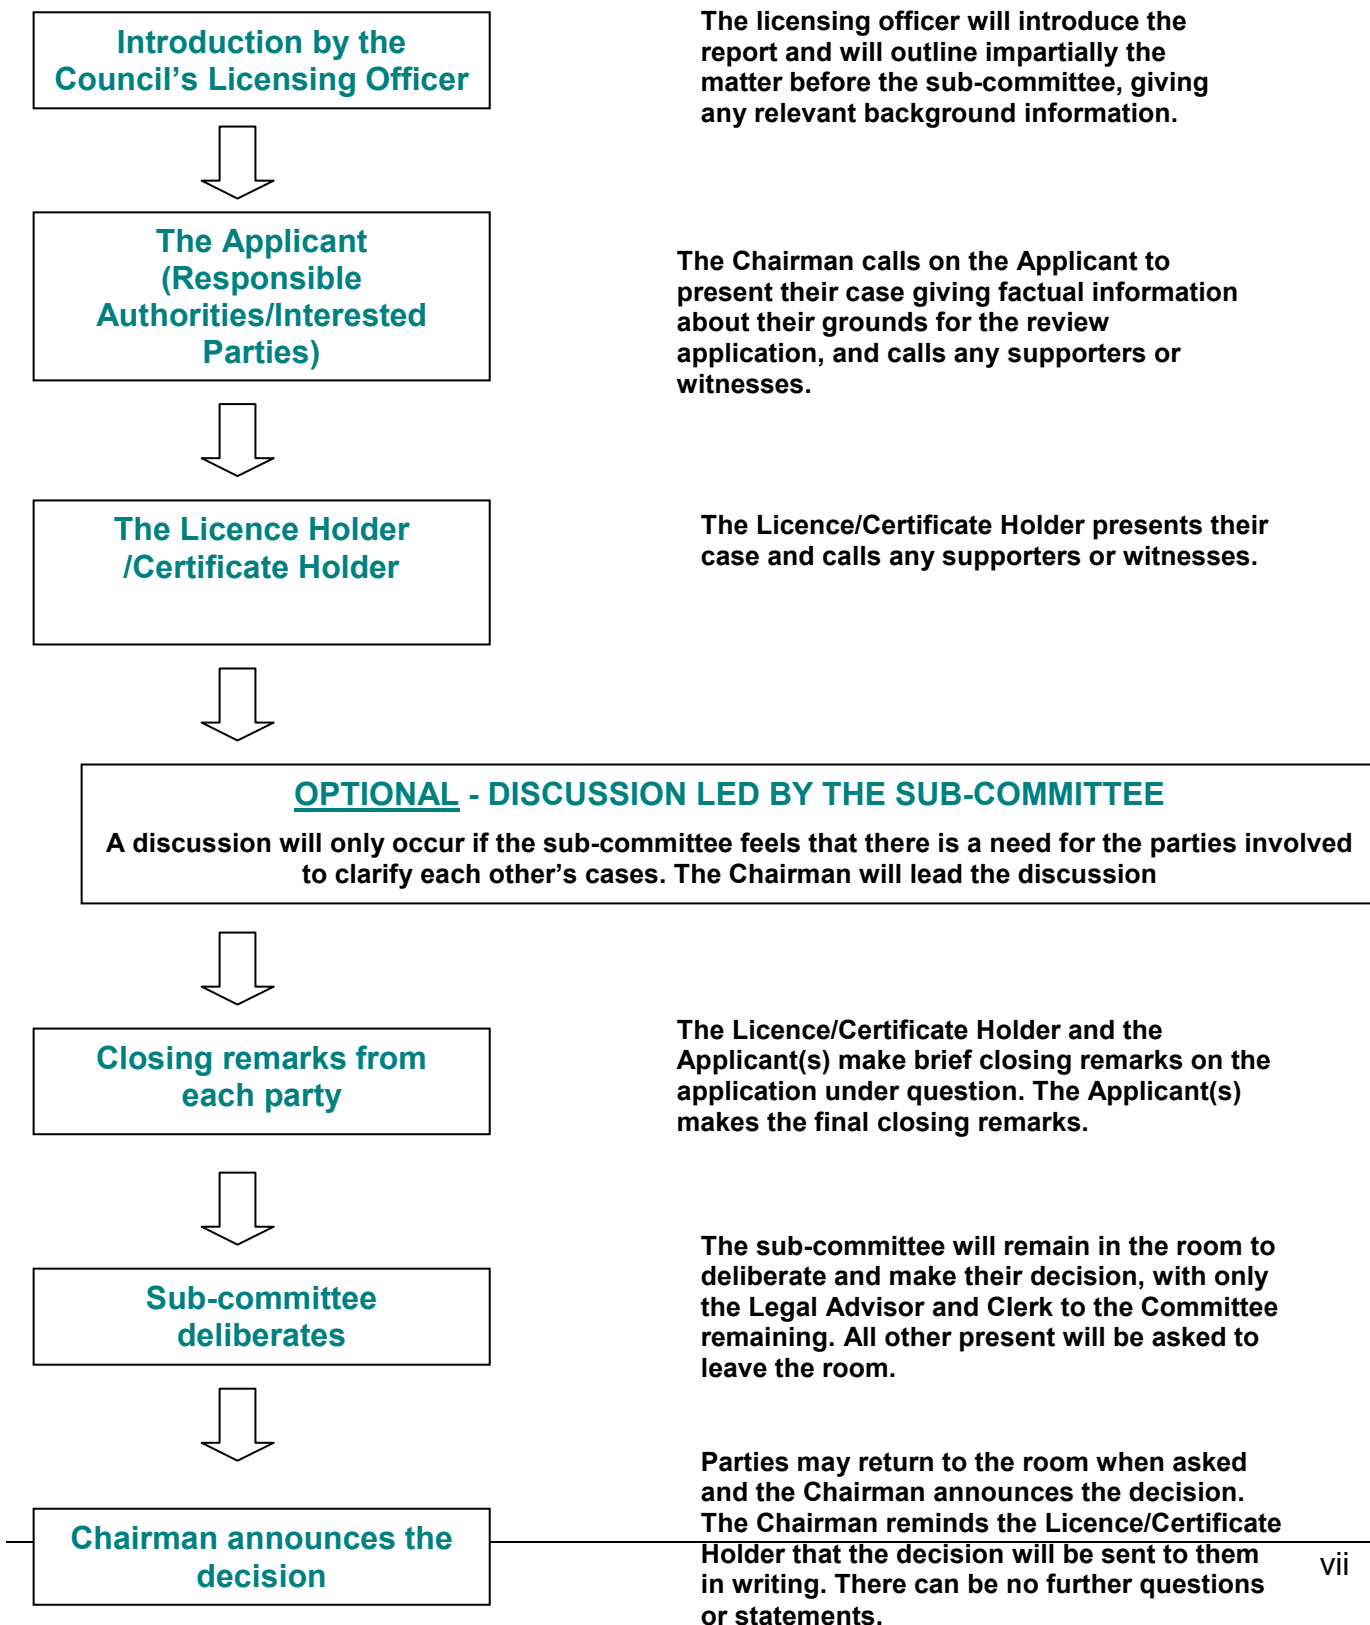 Introduction by the
Council’s Licensing Officer
The licensing officer will introduce the
report and will outline impartially the
matter before the sub-committee, giving
any relevant background information.
The Applicant
(Responsible
Authorities/Interested
Parties)
The Chairman calls on the Applicant to
present their case giving factual information
about their grounds for the review
application, and calls any supporters or
witnesses.
The Licence Holder
/Certificate Holder
The Licence/Certificate Holder presents their
case and calls any supporters or witnesses.
OPTIONAL - DISCUSSION LED BY THE SUB-COMMITTEE
A discussion will only occur if the sub-committee feels that there is a need for the parties involved
to clarify each other’s cases. The Chairman will lead the discussion
Closing remarks from
each party
The Licence/Certificate Holder and the
Applicant(s) make brief closing remarks on the
application under question. The Applicant(s)
makes the final closing remarks.
Sub-committee
deliberates
The sub-committee will remain in the room to
deliberate and make their decision, with only
the Legal Advisor and Clerk to the Committee
remaining. All other present will be asked to
leave the room.
Chairman announces the
decision
Parties may return to the room when asked
and the Chairman announces the decision.
The Chairman reminds the Licence/Certificate
Holder that the decision will be sent to them
in writing. There can be no further questions
or statements.
vii